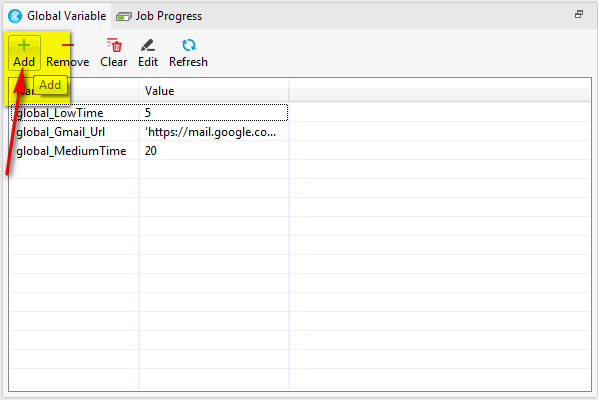 Global Variable Job Progress
Add Remove Clear Edit Refresh
Add
Value
global_LowTime 5
global_Gmail_Url 'https://mail.google.co...
global_MediumTime 20